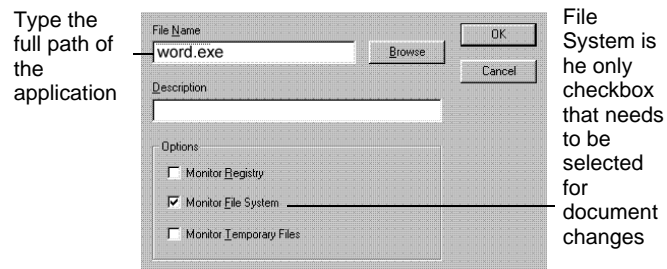 Type the
full path of
the
application
File Name
word.exe
Browse
Description
Options
Monitor Registry
Monitor File System
Monitor Temporary Files
OK
Cancel
File
System is
he only
checkbox
that needs
to be
selected
for
document
changes